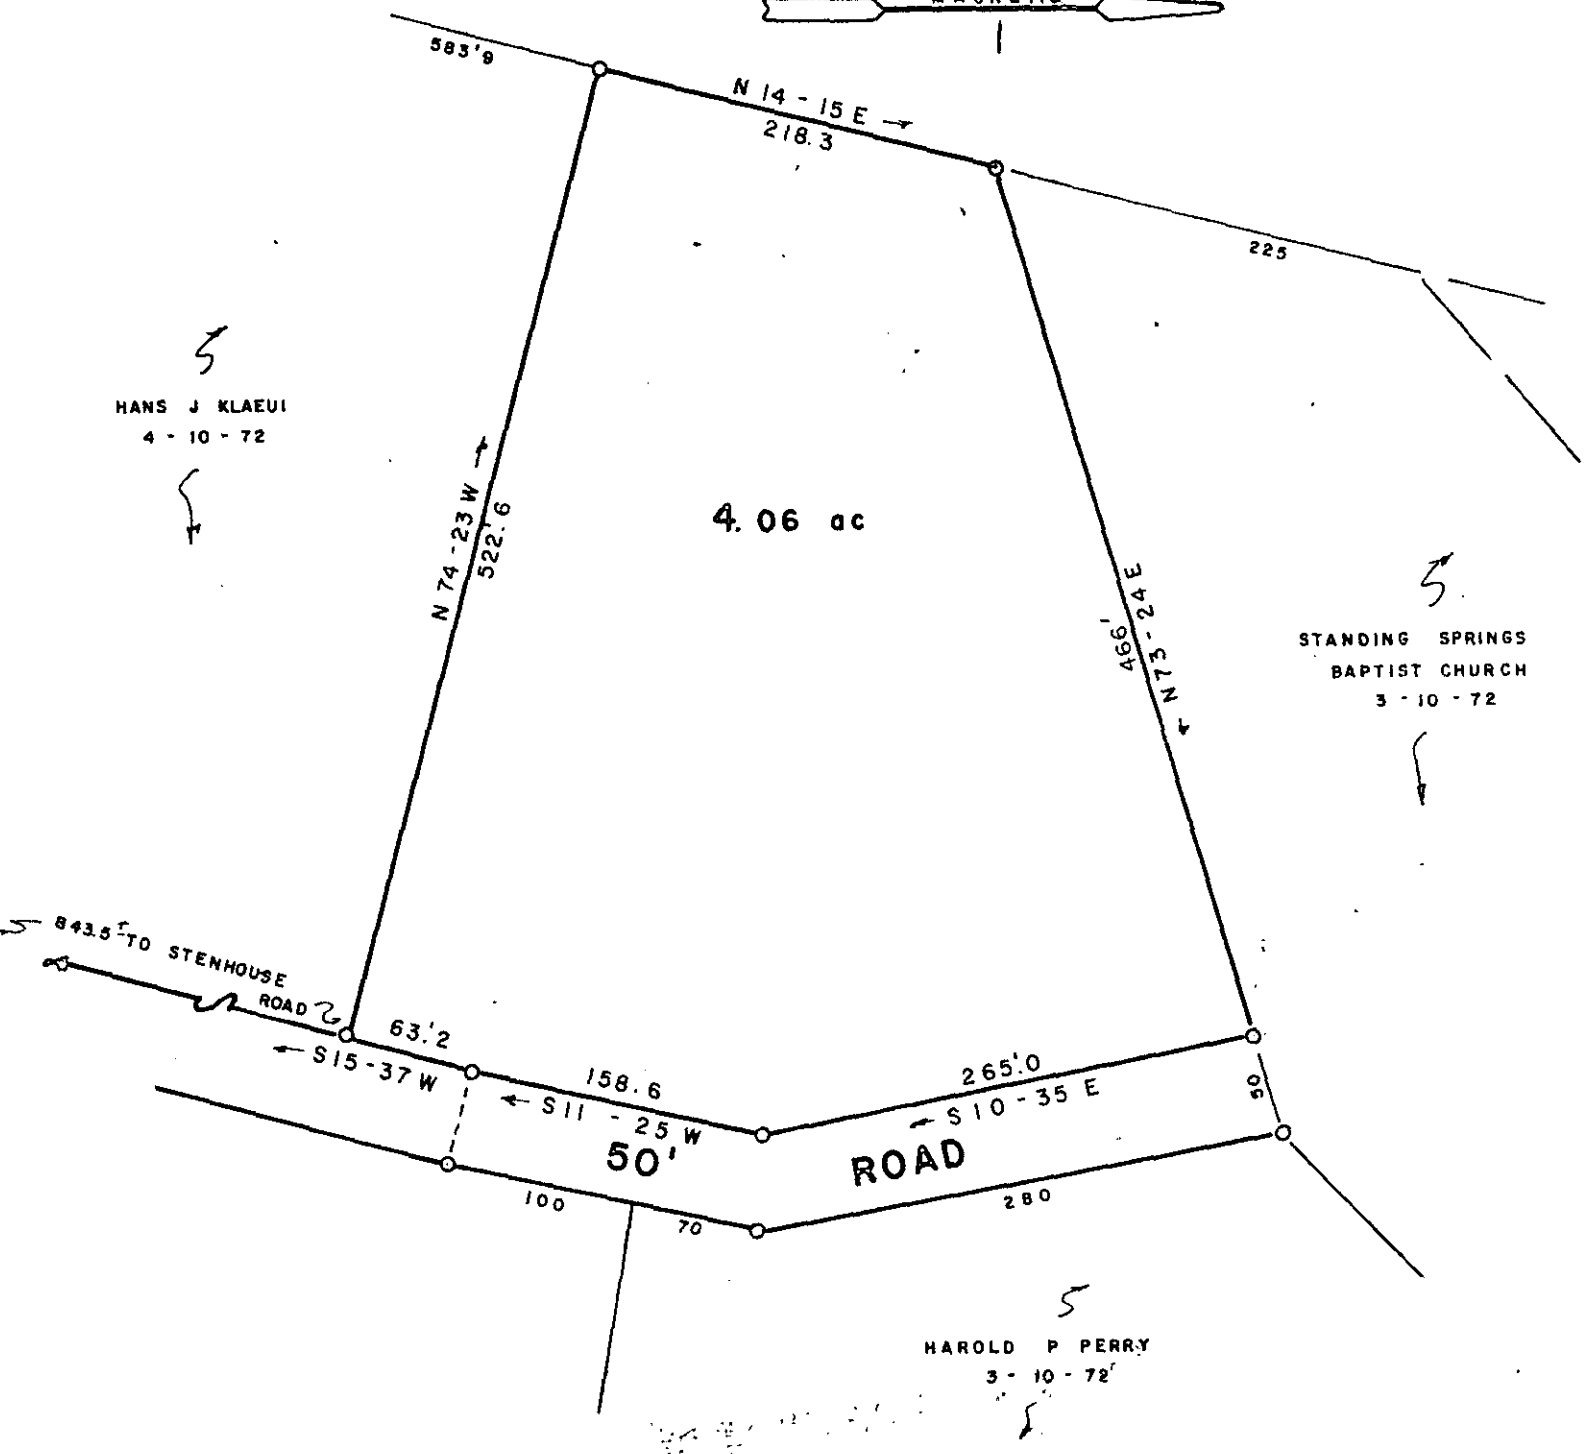 583'9
N 14 - 15 E
218.3
225
HANS J KLAEUI
4 - 10 - 72
N 74 - 23 W
522.'6
4.06 ac
466'
N 73 - 24 E
STANDING SPRINGS
BAPTIST CHURCH
3 - 10 - 72
843.5' TO STENHOUSE
ROAD
63.'2
S 15 - 37 W
158.6
S 11 - 25 W
265.'0
S 10 - 35 E
50
50' ROAD
100
70
280
HAROLD P PERRY
3 - 10 - 72